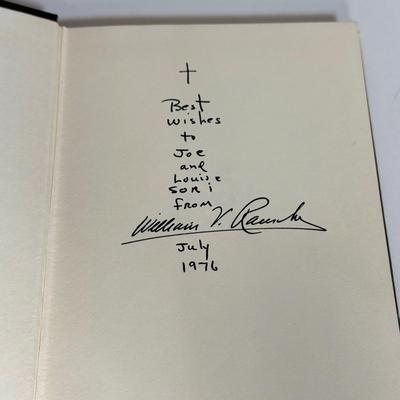 Best
wishes
to
Joe
and
Louise
SORI
from
William V. Rauscher
July
1976